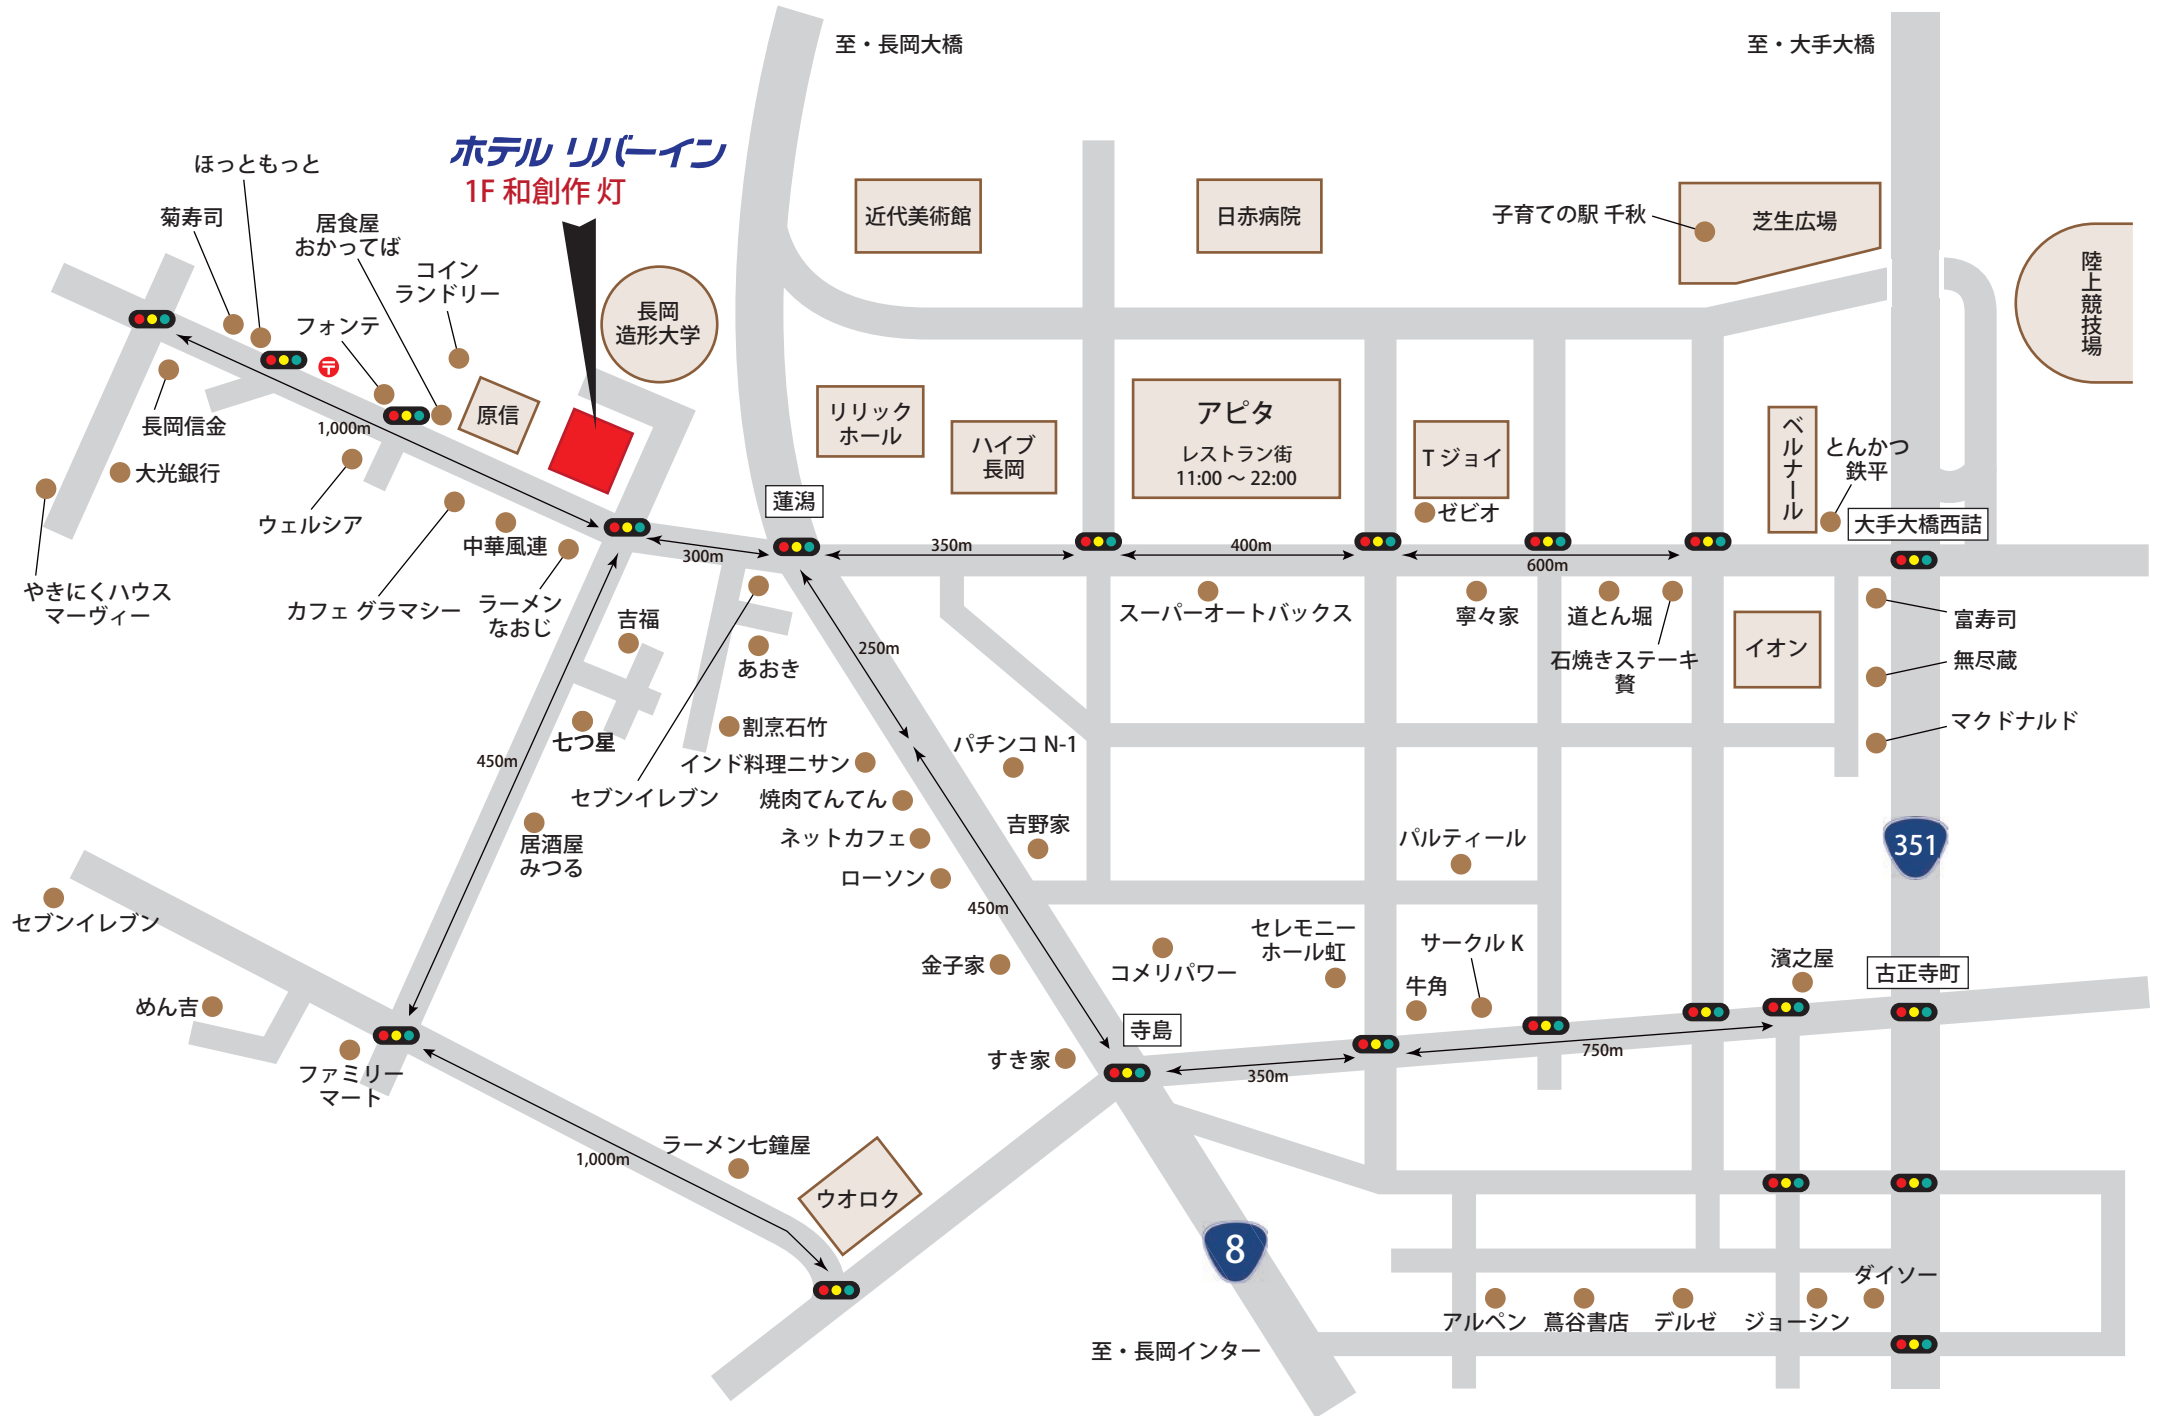 至・長岡大橋
至・大手大橋
ホテル リバーイン
1F 和創作 灯
ほっともっと
菊寿司
居食屋
おかってば
コイン
ランドリー
フォンテ
長岡
造形大学
近代美術館
日赤病院
子育ての駅 千秋
芝生広場
陸上競技場
長岡信金
1,000m
原信
大光銀行
ウェルシア
やきにくハウス
マーヴィー
カフェ グラマシー
中華風連
ラーメン
なおじ
300m
蓮潟
リリック
ホール
ハイブ
長岡
アピタ
レストラン街
11:00 ～ 22:00
T ジョイ
ゼビオ
ベルナール
とんかつ
鉄平
大手大橋西詰
350m
400m
600m
スーパーオートバックス
寧々家
道とん堀
石焼きステーキ
贅
イオン
富寿司
無尽蔵
マクドナルド
吉福
あおき
250m
七つ星
割烹石竹
インド料理ニサン
セブンイレブン
焼肉てんてん
ネットカフェ
ローソン
パチンコ N-1
吉野家
パルティール
351
450m
居酒屋
みつる
450m
セブンイレブン
めん吉
ファミリー
マート
金子家
コメリパワー
セレモニー
ホール虹
サークル K
牛角
濱之屋
古正寺町
寺島
すき家
350m
750m
1,000m
ラーメン七鐘屋
ウオロク
8
至・長岡インター
アルペン
蔦谷書店
デルゼ
ジョーシン
ダイソー